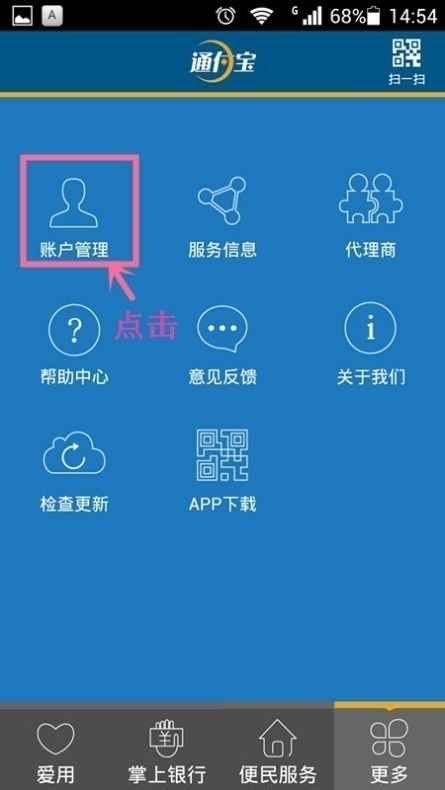 A
G
68%
14:54
通付宝
扫一扫
账户管理
服务信息
代理商
点击
?
i
帮助中心
意见反馈
关于我们
检查更新
APP下载
¥
爱用
掌上银行
便民服务
更多